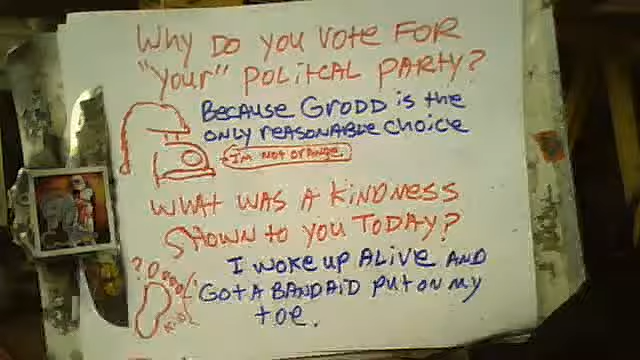 WHY DO YOU VOTE FOR
"YOUR" POLITCAL PARTY?
BECAUSE GRODD IS THE
ONLY REASONABLE CHOICE
I'M NOT ORANGE.
WHAT WAS A KINDNESS
SHOWN TO YOU TODAY?
I WOKE UP ALIVE AND
GOT A BANDAID PUT ON MY
TOE.